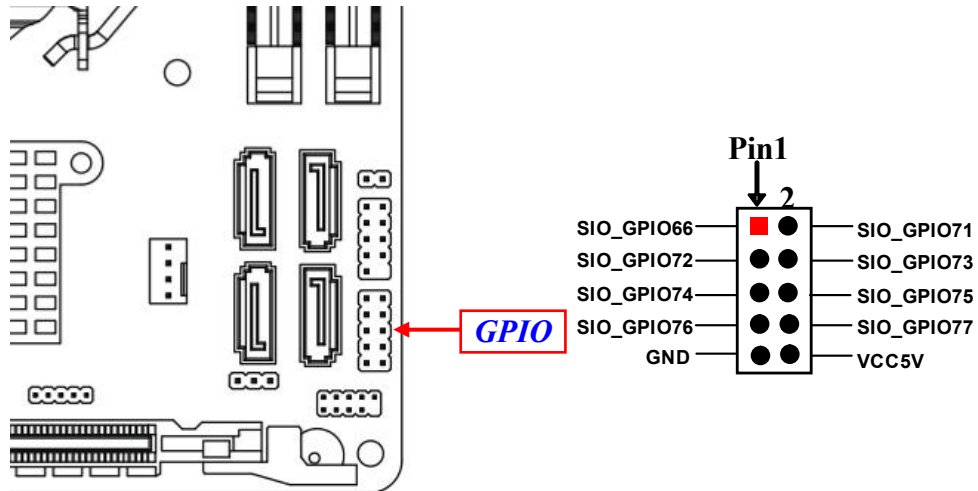 Pin1
2
SIO_GPIO66 SIO_GPIO71
SIO_GPIO72 SIO_GPIO73
SIO_GPIO74 SIO_GPIO75
SIO_GPIO76 SIO_GPIO77
GND VCC5V
GPIO